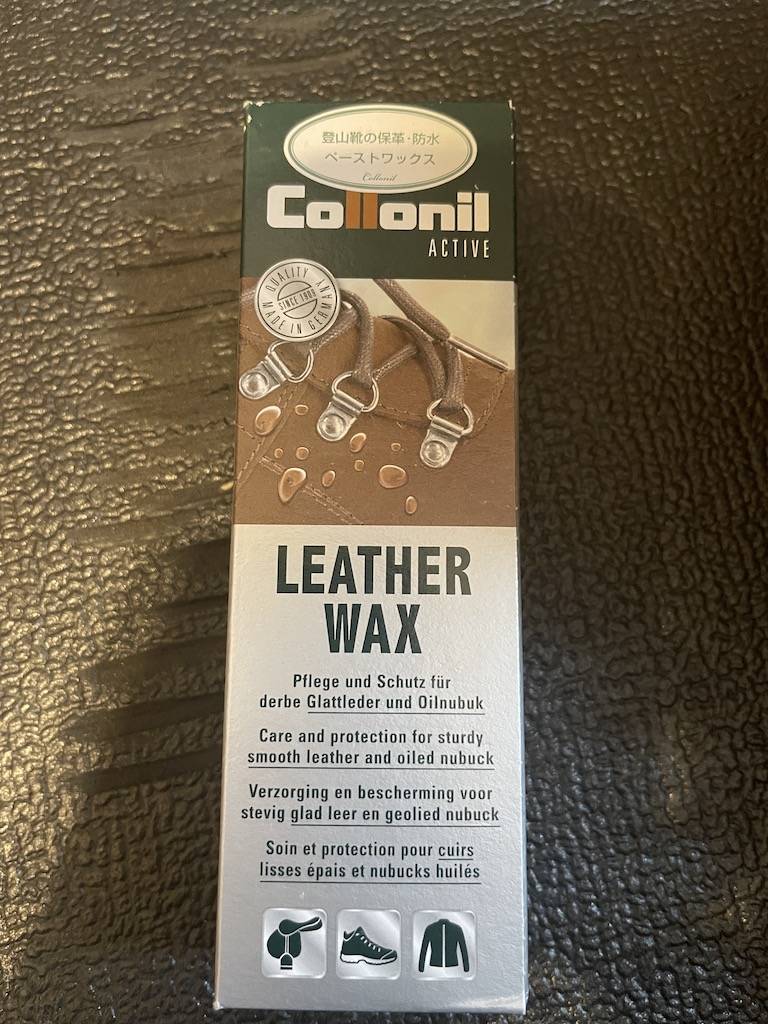 登山靴の保革・防水
ペーストワックス
Collonil
Collonil
ACTIVE
QUALITY
SINCE 1909
MADE IN GERMANY
LEATHER
WAX
Pflege und Schutz für
derbe Glattleder und Oilnubuk
Care and protection for sturdy
smooth leather and oiled nubuck
Verzorging en bescherming voor
stevig glad leer en geolied nubuck
Soin et protection pour cuirs
lisses épais et nubucks huilés